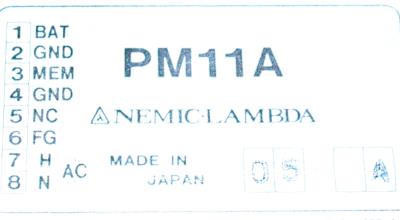 1 BAT
2 GND
3 MEM
4 GND
5 NC
6 FG
7 H
8 N
AC
PM11A
NEMIC-LAMBDA
MADE IN
JAPAN
05 A